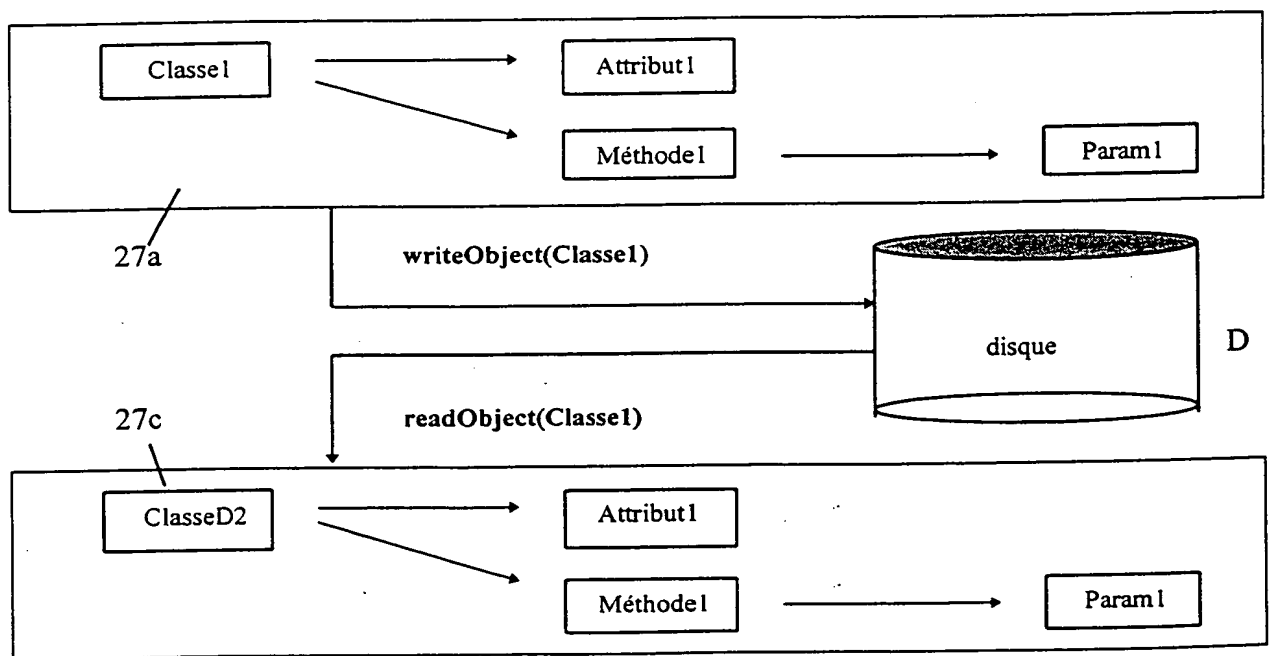 Classe1
Attribut1
Méthode1
Param1
27a
writeObject(Classe1)
disque
D
27c
readObject(Classe1)
ClasseD2
Attribut1
Méthode1
Param1